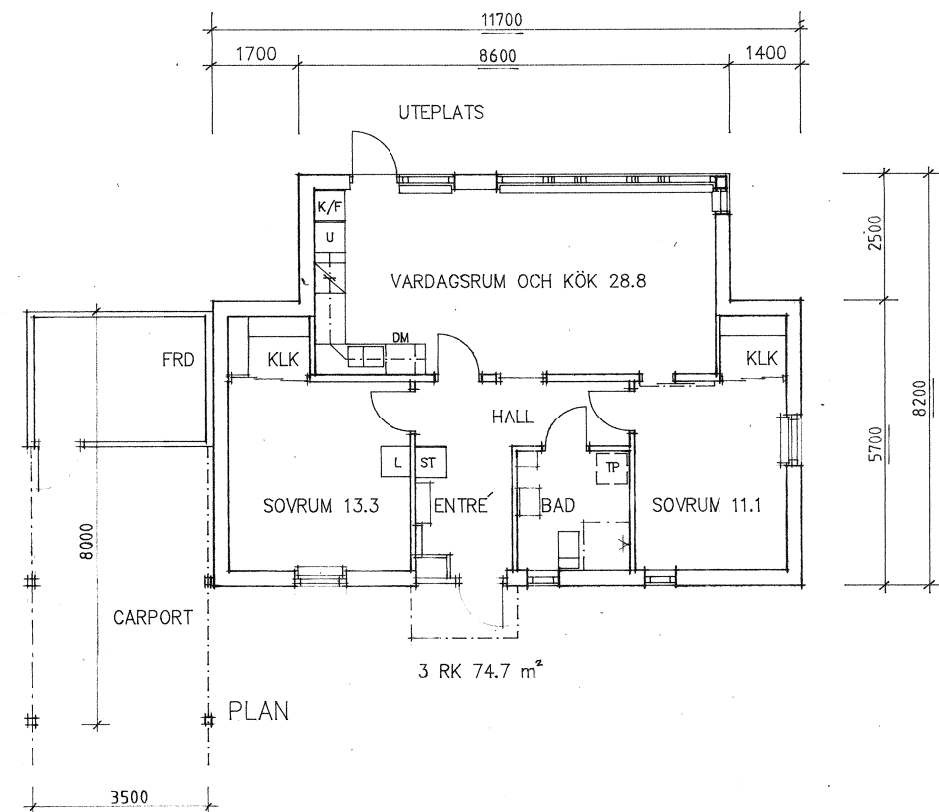 11700
1700 8600 1400
UTEPLATS
K/F
U
2500
VARDAGSRUM OCH KÖK 28.8
DM
FRD
KLK
KLK
HALL
8200
5700
L ST
TP
SOVRUM 13.3
ENTRÉ
BAD
SOVRUM 11.1
8000
CARPORT
3 RK 74.7 m²
PLAN
3500